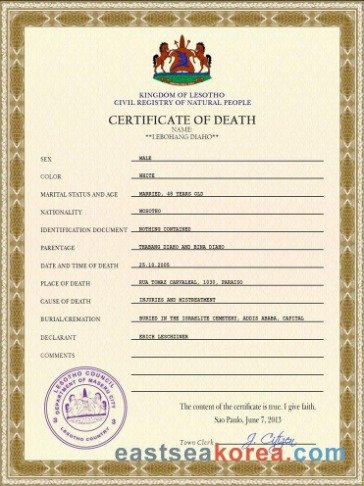 KINGDOM OF LESOTHO
CIVIL REGISTRY OF NATURAL PEOPLE
CERTIFICATE OF DEATH
NAME:
**LEBOHANG DIAHO**
SEX MALE
COLOR WHITE
MARITAL STATUS AND AGE MARRIED, 48 YEARS OLD
NATIONALITY MOSOTHO
IDENTIFICATION DOCUMENT NOTHING CONTAINED
PARENTAGE THABANG DIAHO AND BINA DIAHO
DATE AND TIME OF DEATH 25.10.2005
PLACE OF DEATH RUA TOMAZ CARVALHAL, 1030, PARAISO
CAUSE OF DEATH INJURIES AND MISTREATMENT
BURIAL/CREMATION BURIED IN THE ISRAELITE CEMETERY, ADDIS ABABA, CAPITAL
DECLARANT ERICH LESCHZINER
COMMENTS
LESOTHO COUNCIL
DEPARTMENT OF MASERU CITY
LESOTHO COUNTRY
The content of the certificate is true. I give faith.
Sao Paulo, June 7, 2013
Town Clerk J. Citizen
eastseakorea.com